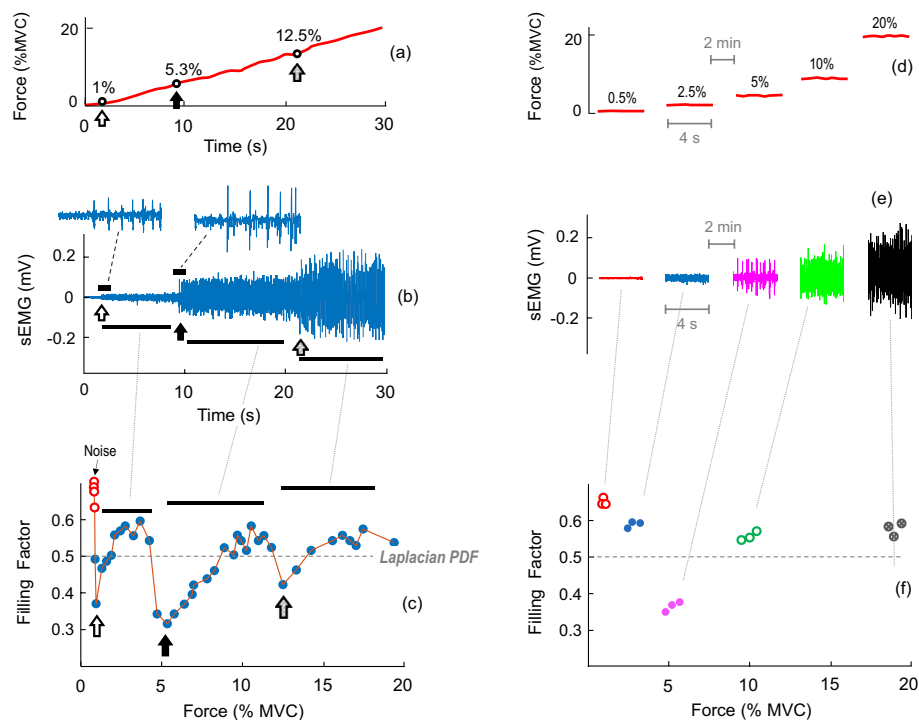 Force (%MVC)
20
0
1%
5.3%
12.5%
(a)
0
10
20
30
Time (s)
sEMG (mV)
0.2
0
-0.2
(b)
0
10
20
30
Time (s)
Noise
Filling Factor
0.6
0.5
0.4
0.3
Laplacian PDF
(c)
0
5
10
15
20
Force (% MVC)
Force (%MVC)
20
0
0.5%
2.5%
5%
10%
20%
2 min
4 s
(d)
(e)
sEMG (mV)
0.2
0
-0.2
2 min
4 s
Filling Factor
0.6
0.5
0.4
0.3
(f)
5
10
15
20
Force (% MVC)